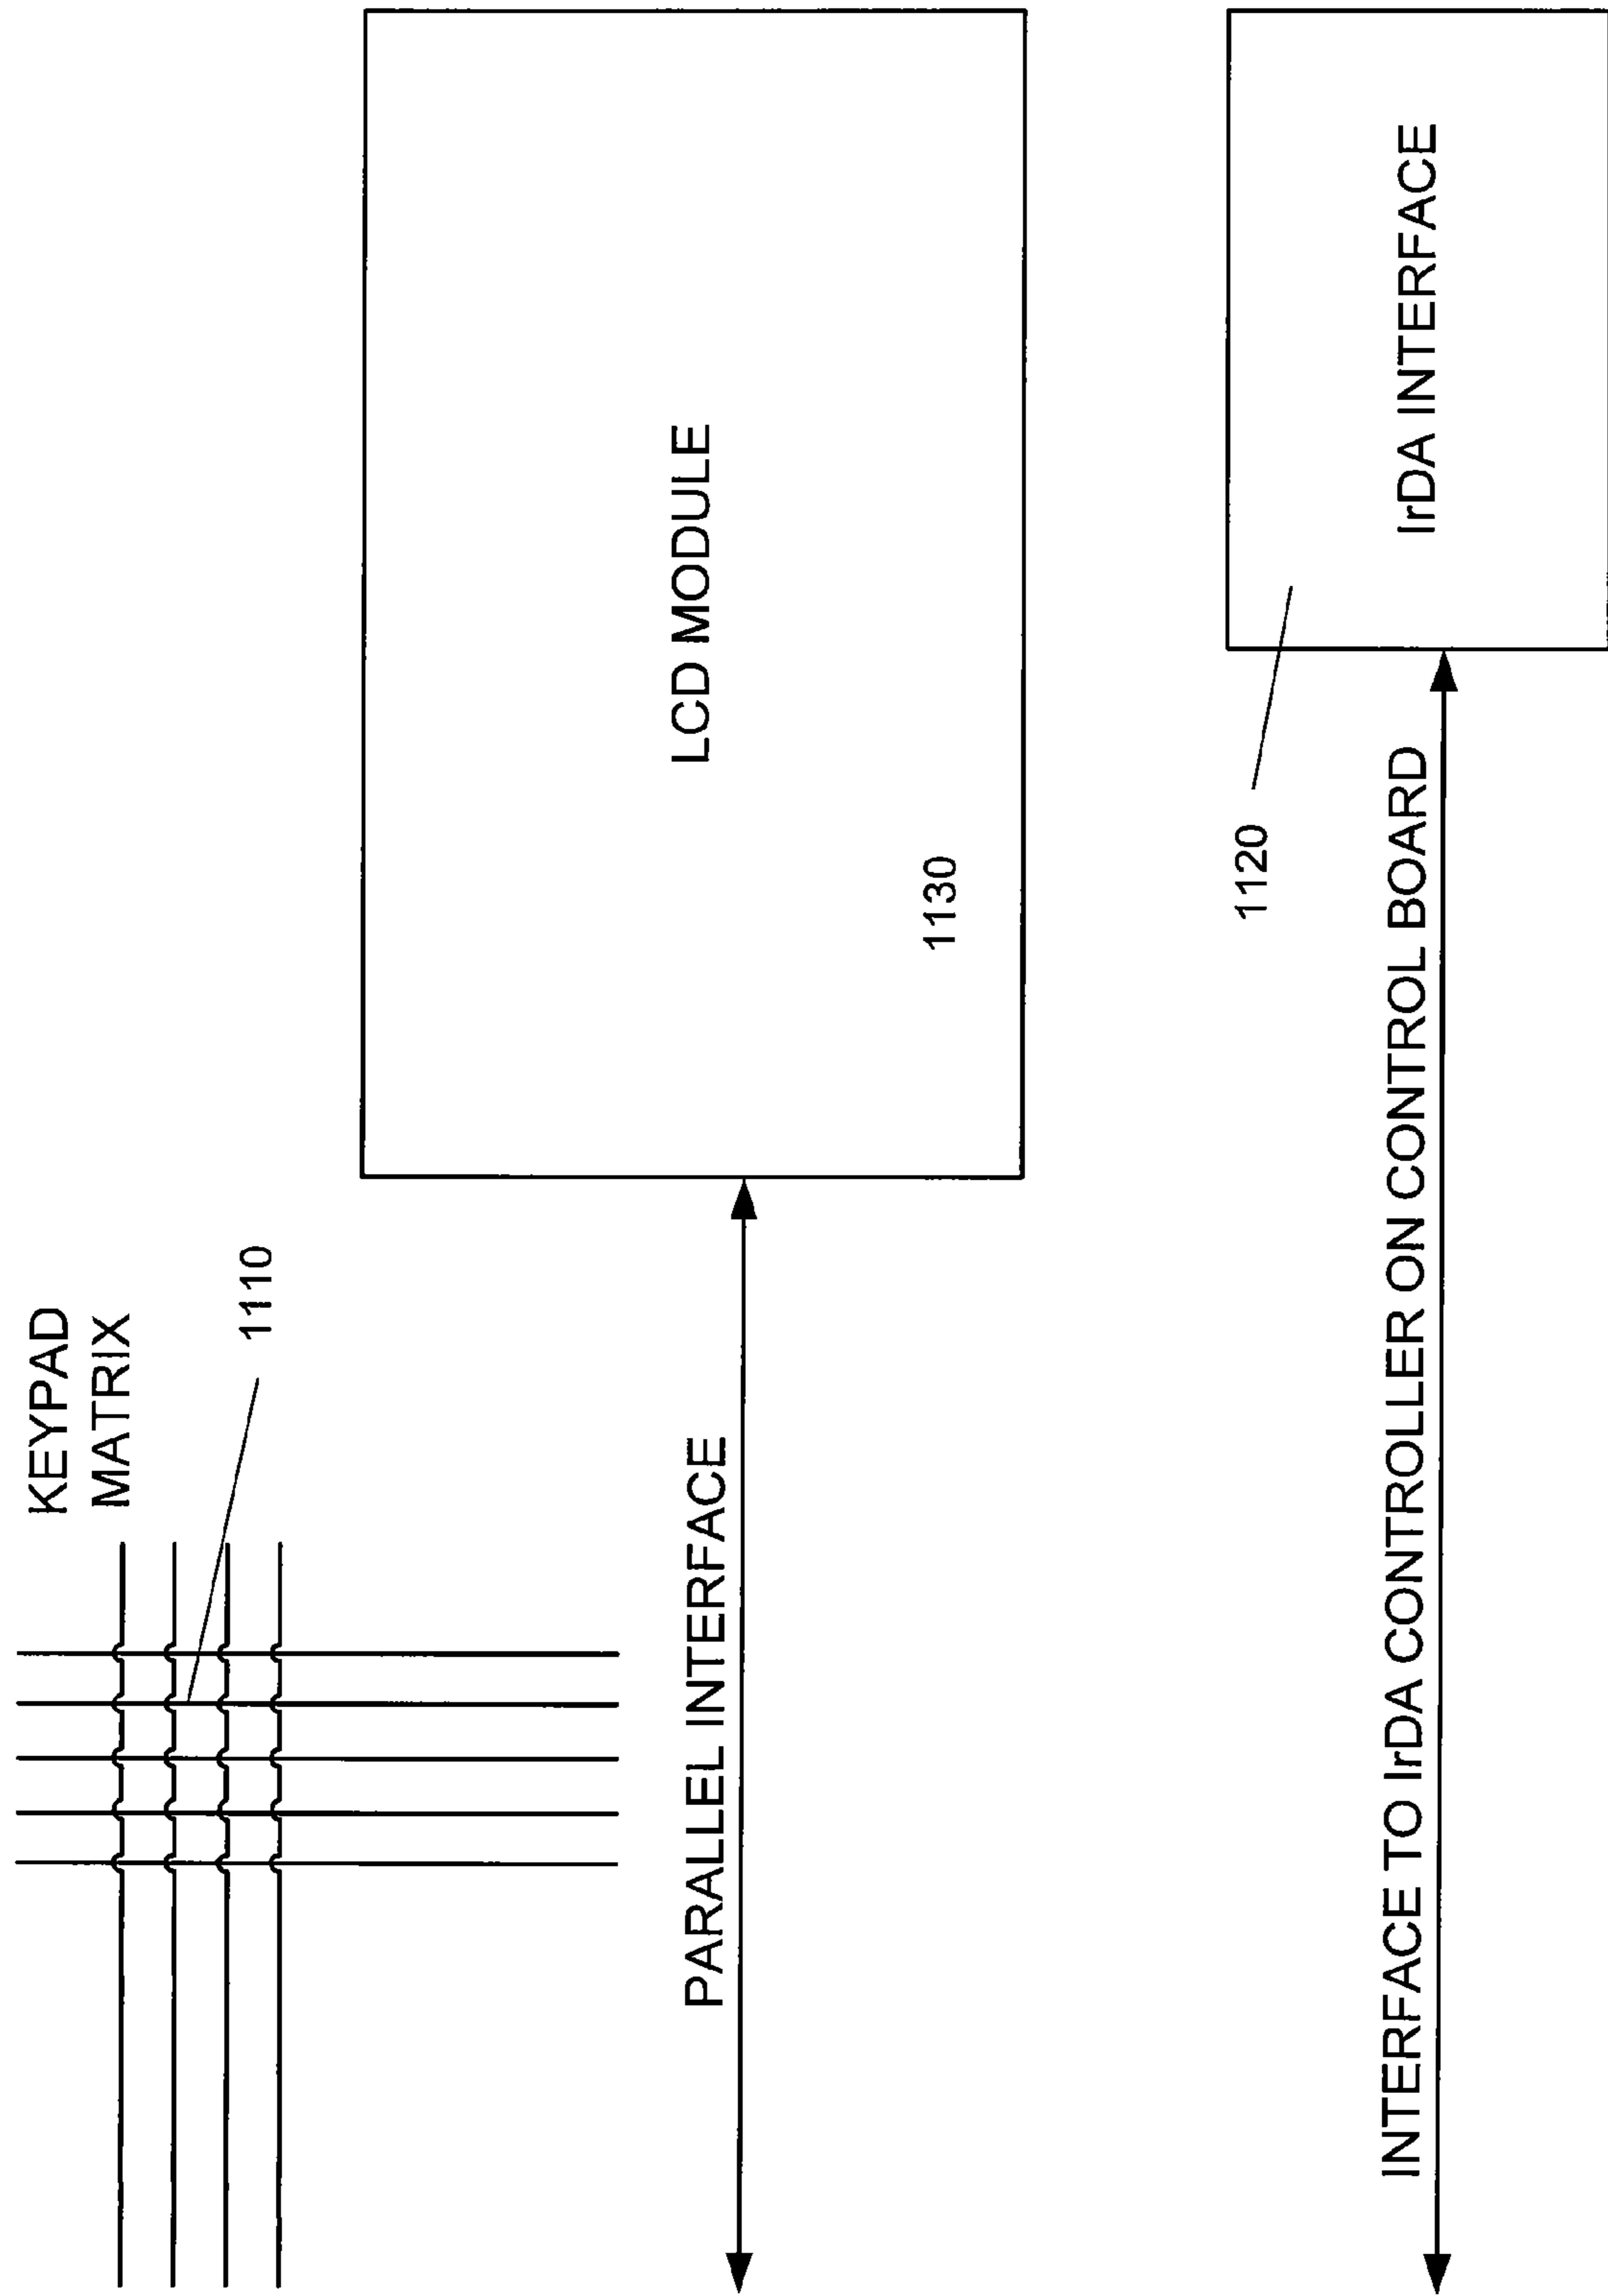 KEYPAD
MATRIX
1110
LCD MODULE
1130
PARALLEL INTERFACE
IrDA INTERFACE
1120
INTERFACE TO IrDA CONTROLLER ON CONTROL BOARD